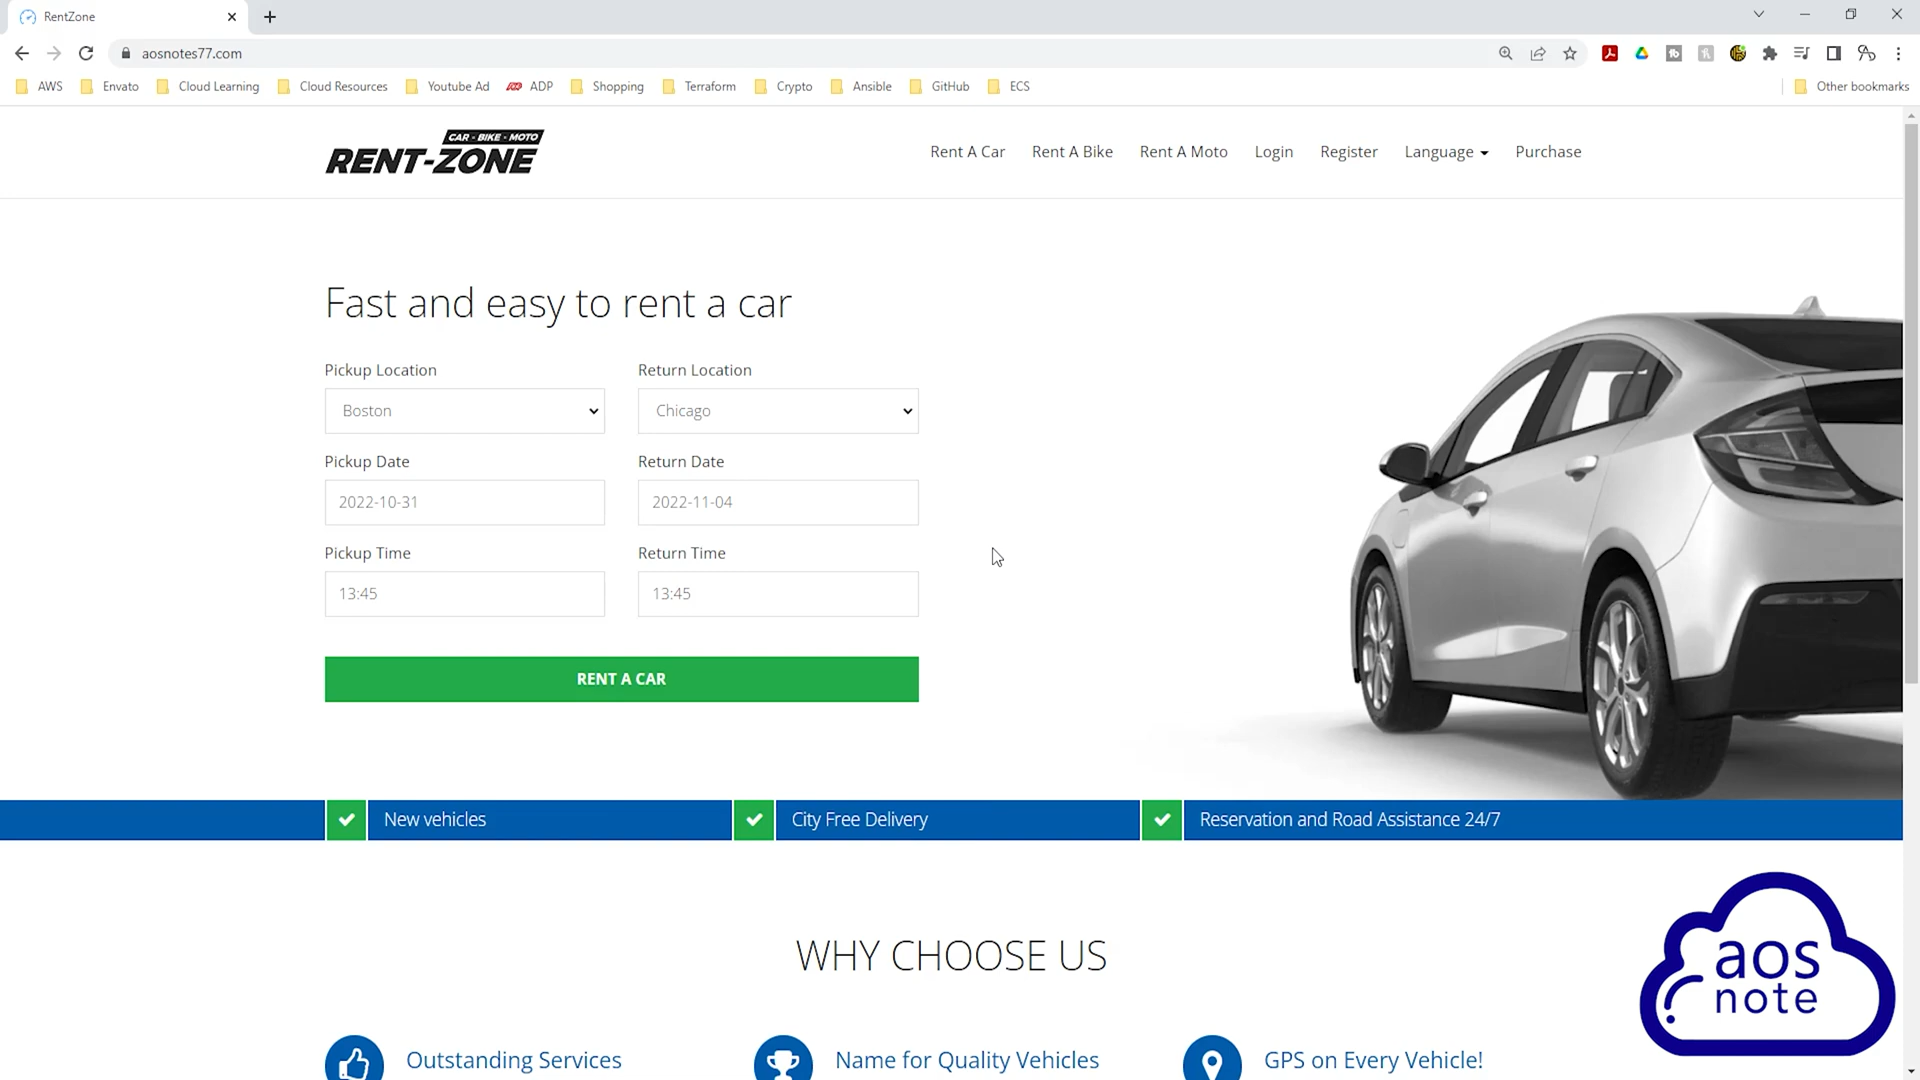 RentZone
aosnotes77.com
AWS Envato Cloud Learning Cloud Resources Youtube Ad ADP Shopping Terraform Crypto Ansible GitHub ECS Other bookmarks
CAR - BIKE - MOTO
RENT-ZONE
Rent A Car Rent A Bike Rent A Moto Login Register Language Purchase
Fast and easy to rent a car
Pickup Location Return Location
Boston Chicago
Pickup Date Return Date
2022-10-31 2022-11-04
Pickup Time Return Time
13:45 13:45
RENT A CAR
New vehicles City Free Delivery Reservation and Road Assistance 24/7
WHY CHOOSE US
aos
note
Outstanding Services Name for Quality Vehicles GPS on Every Vehicle!